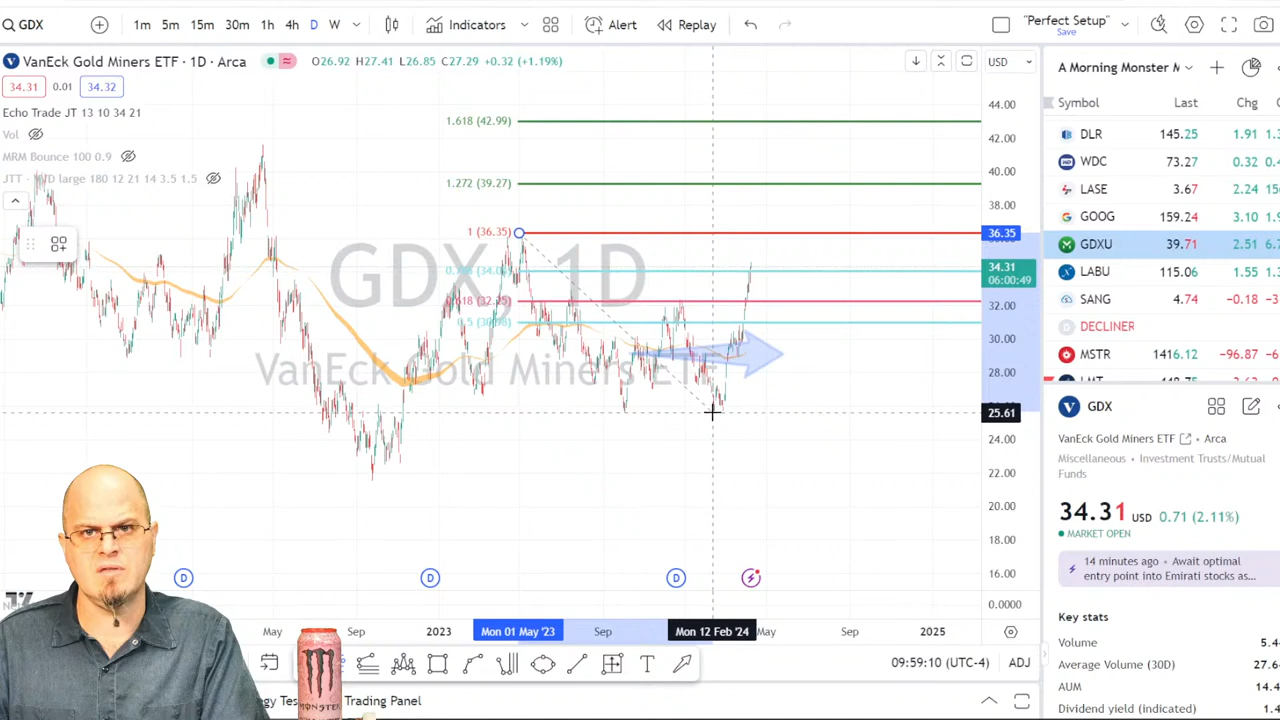 GDX
1m 5m 15m 30m 1h 4h D W
Indicators
Alert
Replay
"Perfect Setup"
Save
VanEck Gold Miners ETF · 1D · Arca
O26.92 H27.41 L26.85 C27.29 +0.32 (+1.19%)
34.31 0.01 34.32
Echo Trade JT 13 10 34 21
Vol
MRM Bounce 100 0.9
large 180 12 21 14 3.5 1.5
USD
44.00
1.618 (42.99)
42.00
40.00
1.272 (39.27)
38.00
1 (36.35)
36.35
34.31
06:00:49
32.00
30.00
28.00
25.61
24.00
22.00
20.00
18.00
16.00
0.0000
GDX, 1D
VanEck Gold Miners ETF
D D D
May Sep 2023 Mon 01 May '23 Sep Mon 12 Feb '24 May Sep 2025
09:59:10 (UTC-4) ADJ
Trading Panel
MONSTER
A Morning Monster
Symbol Last Chg
DLR 145.25 1.91
WDC 73.27 0.32
LASE 3.67 2.24
GOOG 159.24 3.10
GDXU 39.71 2.51
LABU 115.06 1.55
SANG 4.74 −0.18
DECLINER
MSTR 1416.12 −96.87
GDX
VanEck Gold Miners ETF · Arca
Miscellaneous · Investment Trusts/Mutual
Funds
34.31 USD 0.71 (2.11%)
MARKET OPEN
14 minutes ago · Await optimal
entry point into Emirati stocks as...
Key stats
Volume
Average Volume (30D)
AUM
Dividend yield (indicated)